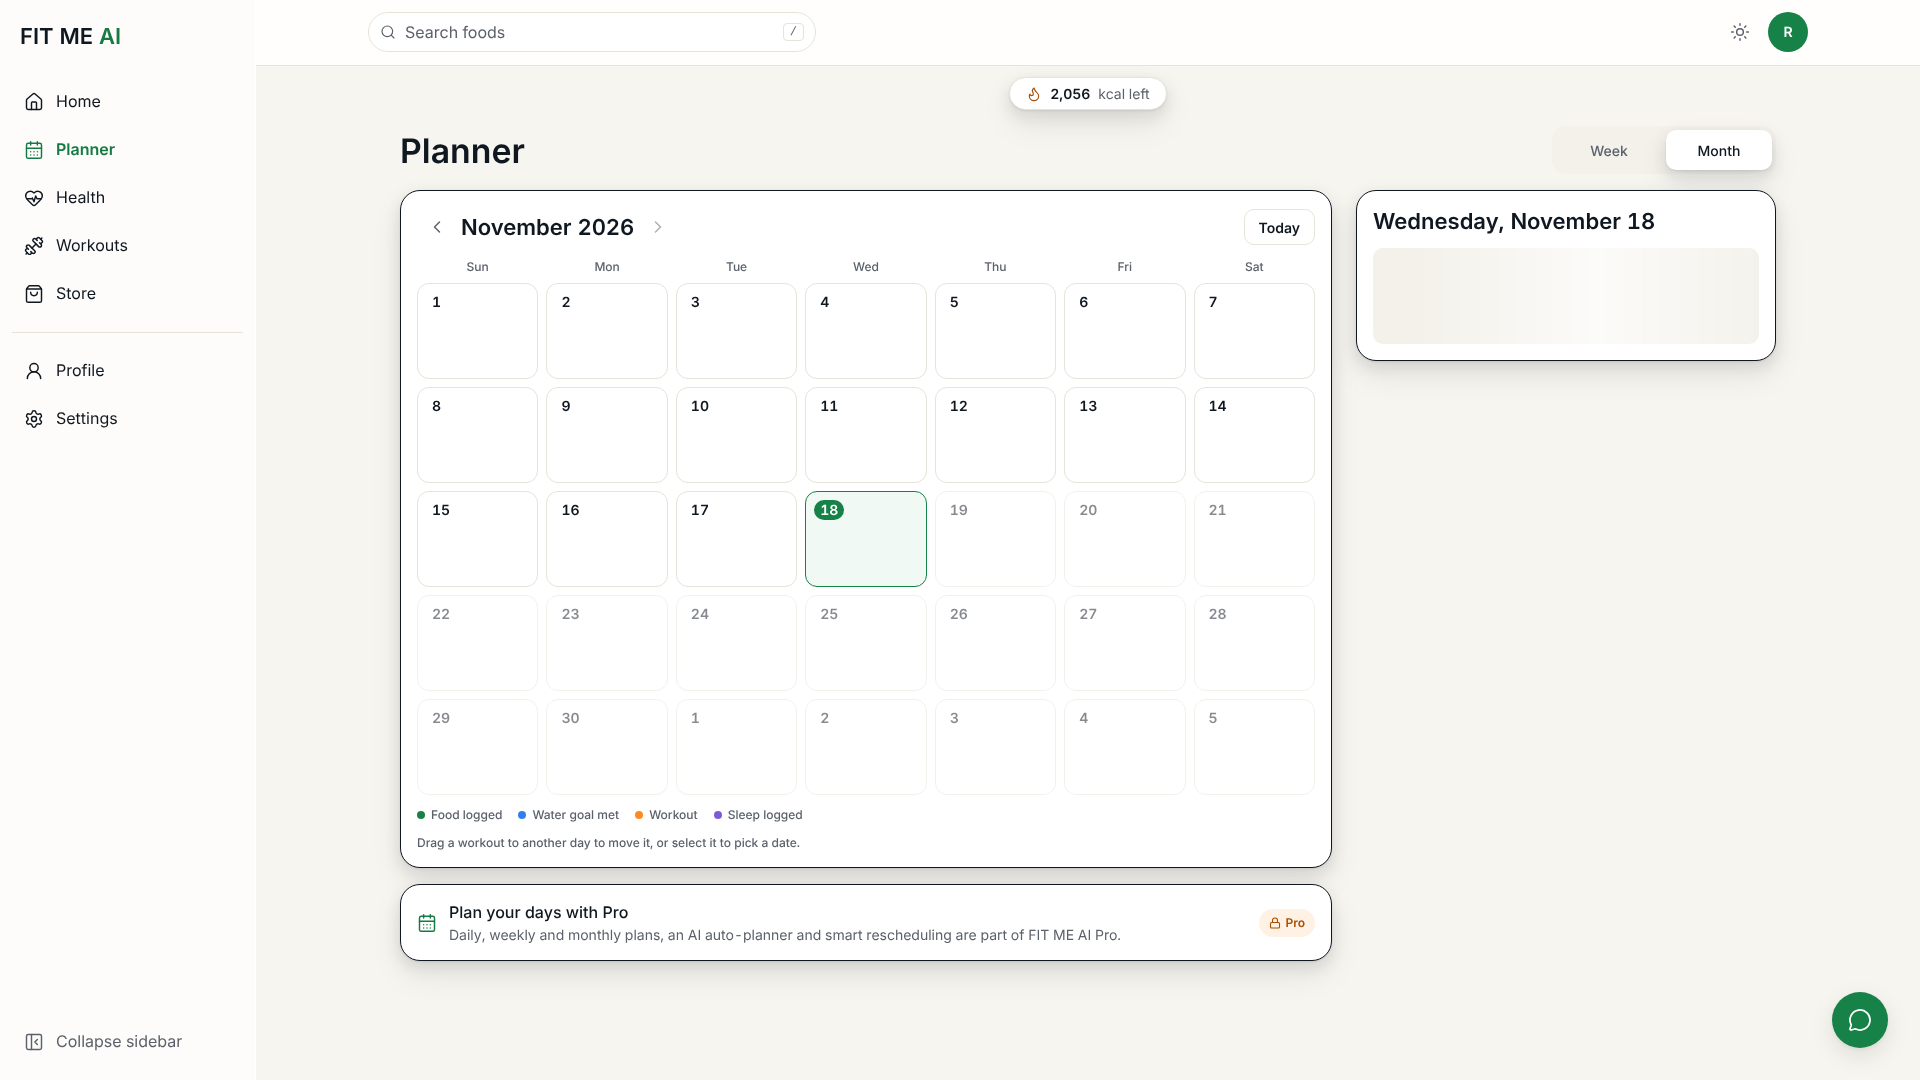 FIT ME AI
Search foods /
R
Home
Planner
Health
Workouts
Store
Profile
Settings
Collapse sidebar
2,056 kcal left
Planner
Week Month
November 2026 Today
Sun Mon Tue Wed Thu Fri Sat
1 2 3 4 5 6 7
8 9 10 11 12 13 14
15 16 17 18 19 20 21
22 23 24 25 26 27 28
29 30 1 2 3 4 5
Food logged Water goal met Workout Sleep logged
Drag a workout to another day to move it, or select it to pick a date.
Plan your days with Pro
Daily, weekly and monthly plans, an AI auto-planner and smart rescheduling are part of FIT ME AI Pro.
Pro
Wednesday, November 18